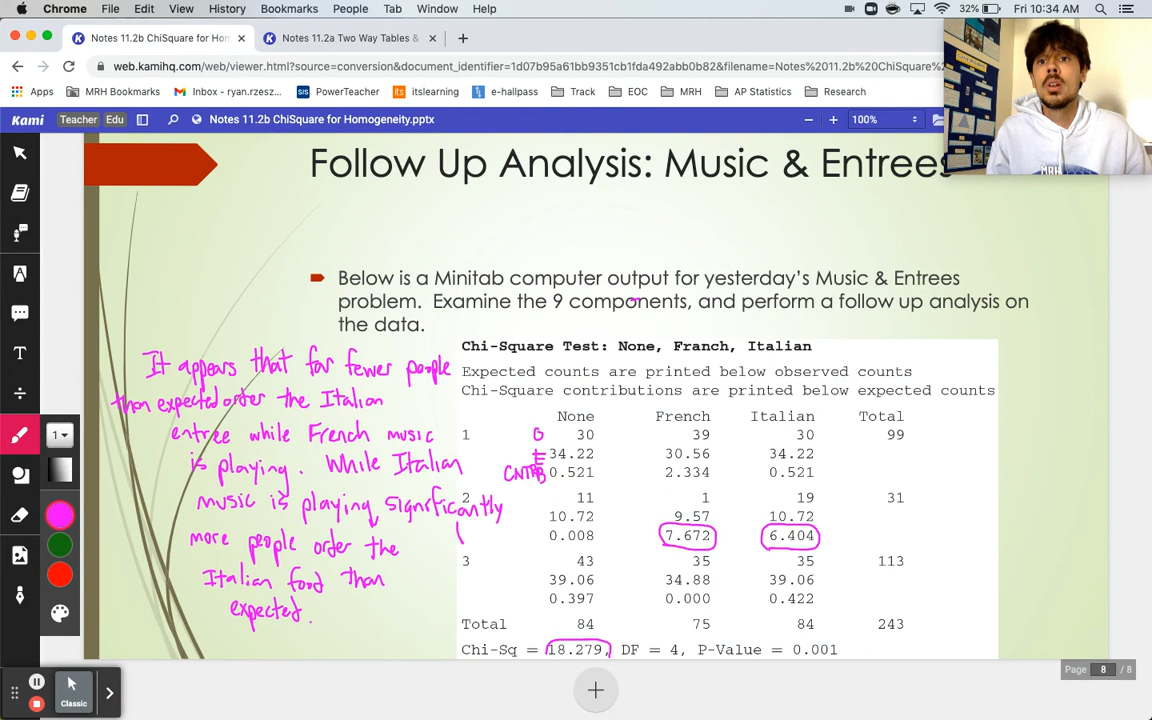 Chrome File Edit View History Bookmarks People Tab Window Help 32% Fri 10:34 AM
Notes 11.2b ChiSquare for Hom Notes 11.2a Two Way Tables &
web.kamihq.com/web/viewer.html?source=conversion&document_identifier=1d07b95a61bb9351cb1fda492abb0b82&filename=Notes%2011.2b%20ChiSquare%
Apps MRH Bookmarks Inbox - ryan.rzesz... SIS PowerTeacher its itslearning e-hallpass Track EOC MRH AP Statistics Research
Kami Teacher Edu Notes 11.2b ChiSquare for Homogeneity.pptx 100%
Follow Up Analysis: Music & Entrees
Below is a Minitab computer output for yesterday's Music & Entrees
problem. Examine the 9 components, and perform a follow up analysis on
the data.
It appears that far fewer people
than expected order the Italian
entree while French music
is playing. While Italian
music is playing significantly
more people order the
Italian food than
expected.
Chi-Square Test: None, Franch, Italian
Expected counts are printed below observed counts
Chi-Square contributions are printed below expected counts
None French Italian Total
1 O 30 39 30 99
E 34.22 30.56 34.22
CNTRB 0.521 2.334 0.521
2 11 1 19 31
10.72 9.57 10.72
0.008 7.672 6.404
3 43 35 35 113
39.06 34.88 39.06
0.397 0.000 0.422
Total 84 75 84 243
Chi-Sq = 18.279, DF = 4, P-Value = 0.001
1
Classic
Page 8 / 8
MRH